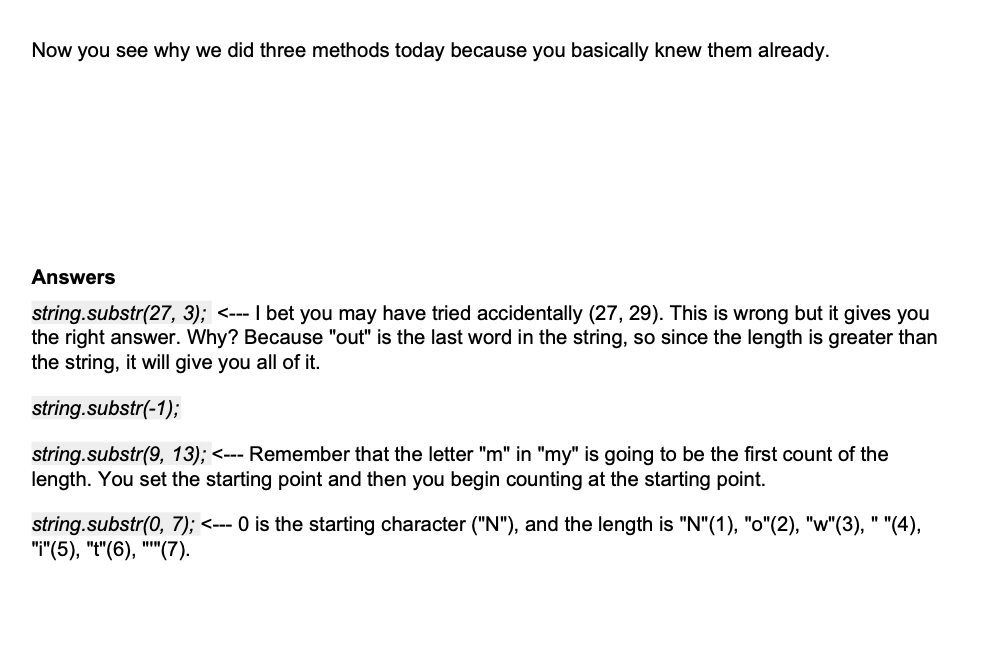 Now you see why we did three methods today because you basically knew them already.
Answers
string.substr(27, 3); <--- I bet you may have tried accidentally (27, 29). This is wrong but it gives you
the right answer. Why? Because "out" is the last word in the string, so since the length is greater than
the string, it will give you all of it.
string.substr(-1);
string.substr(9, 13); <--- Remember that the letter "m" in "my" is going to be the first count of the
length. You set the starting point and then you begin counting at the starting point.
string.substr(0, 7); <--- 0 is the starting character ("N"), and the length is "N"(1), "o"(2), "w"(3), " "(4),
"i"(5), "t"(6), "'"(7).